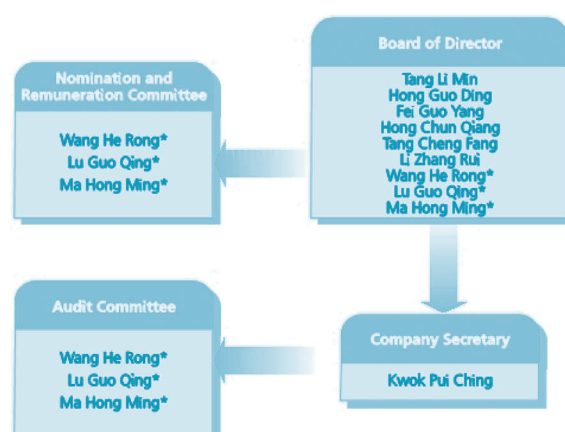 Board of Director
Tang Li Min
Hong Guo Ding
Fei Guo Yang
Hong Chun Qiang
Tang Cheng Fang
Li Zhang Rui
Wang He Rong*
Lu Guo Qing*
Ma Hong Ming*
Nomination and
Remuneration Committee
Wang He Rong*
Lu Guo Qing*
Ma Hong Ming*
Audit Committee
Wang He Rong*
Lu Guo Qing*
Ma Hong Ming*
Company Secretary
Kwok Pui Ching